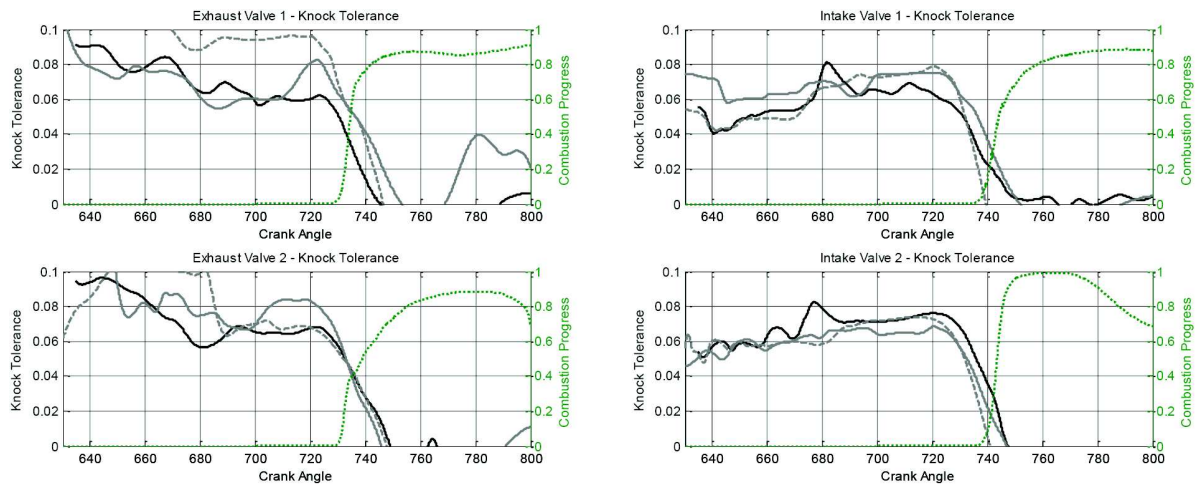 Exhaust Valve 1 - Knock Tolerance
0.1
0.08
0.06
0.04
0.02
0
Knock Tolerance
1
0.8
0.6
0.4
0.2
0
Combustion Progress
640 660 680 700 720 740 760 780 800
Crank Angle
Intake Valve 1 - Knock Tolerance
0.1
0.08
0.06
0.04
0.02
0
Knock Tolerance
1
0.8
0.6
0.4
0.2
0
Combustion Progress
640 660 680 700 720 740 760 780 800
Crank Angle
Exhaust Valve 2 - Knock Tolerance
0.1
0.08
0.06
0.04
0.02
0
Knock Tolerance
1
0.8
0.6
0.4
0.2
0
Combustion Progress
640 660 680 700 720 740 760 780 800
Crank Angle
Intake Valve 2 - Knock Tolerance
0.1
0.08
0.06
0.04
0.02
0
Knock Tolerance
1
0.8
0.6
0.4
0.2
0
Combustion Progress
640 660 680 700 720 740 760 780 800
Crank Angle